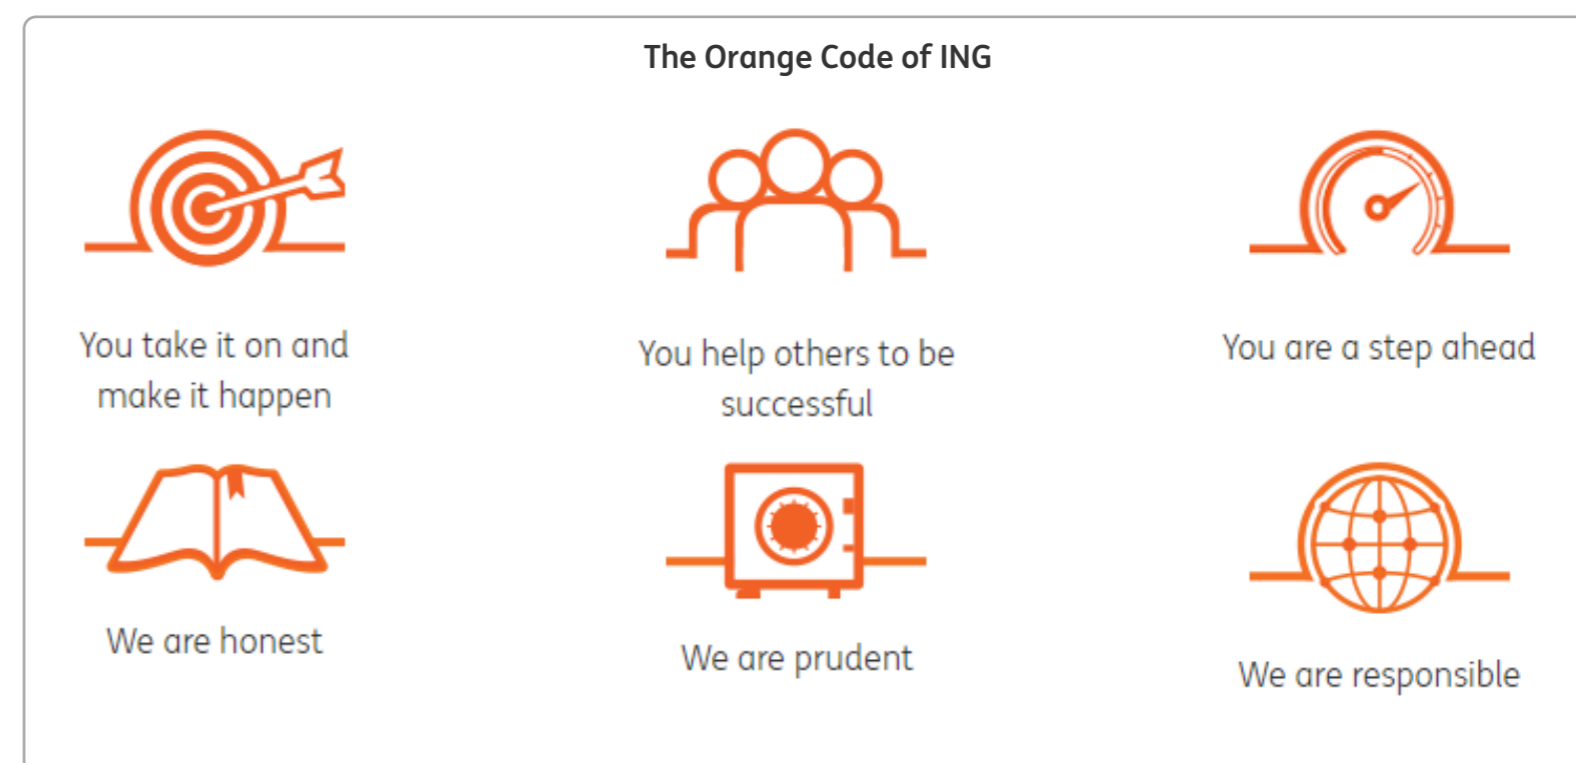 The Orange Code of ING
You take it on and
make it happen
You help others to be
successful
You are a step ahead
We are honest
We are prudent
We are responsible